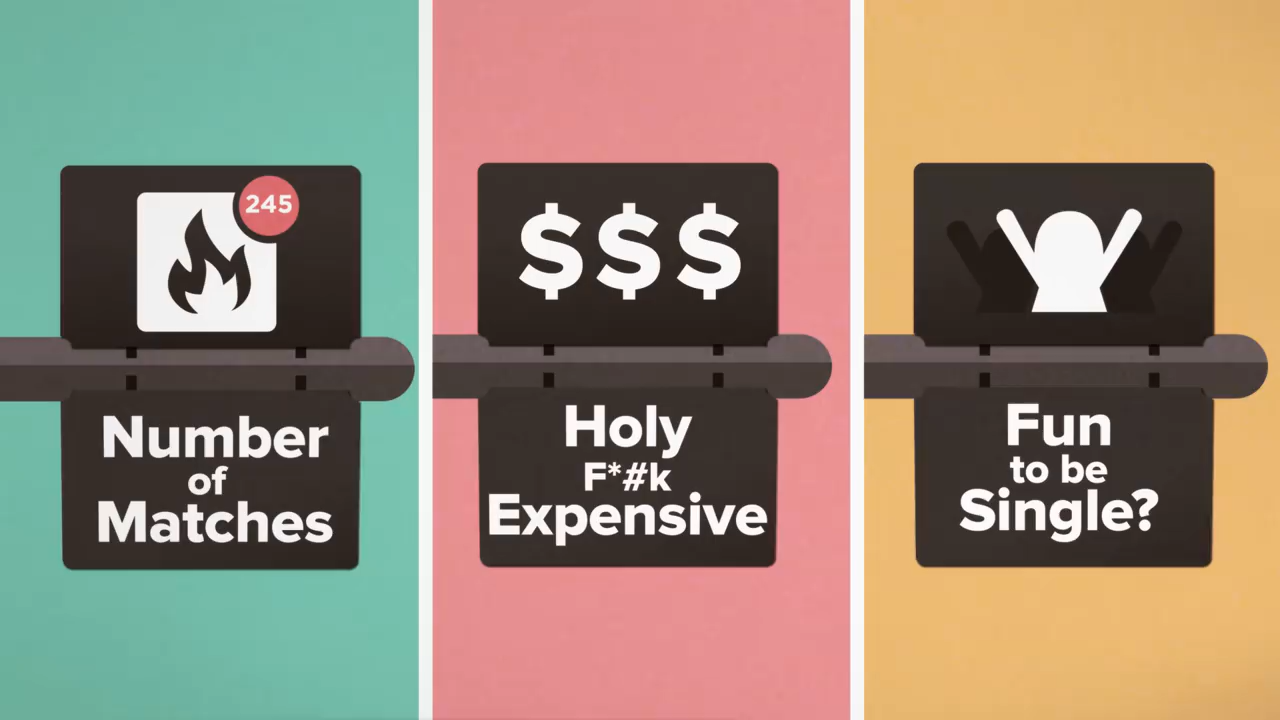 245
Number
of
Matches
$$$
Holy
F*#k
Expensive
Fun
to be
Single?